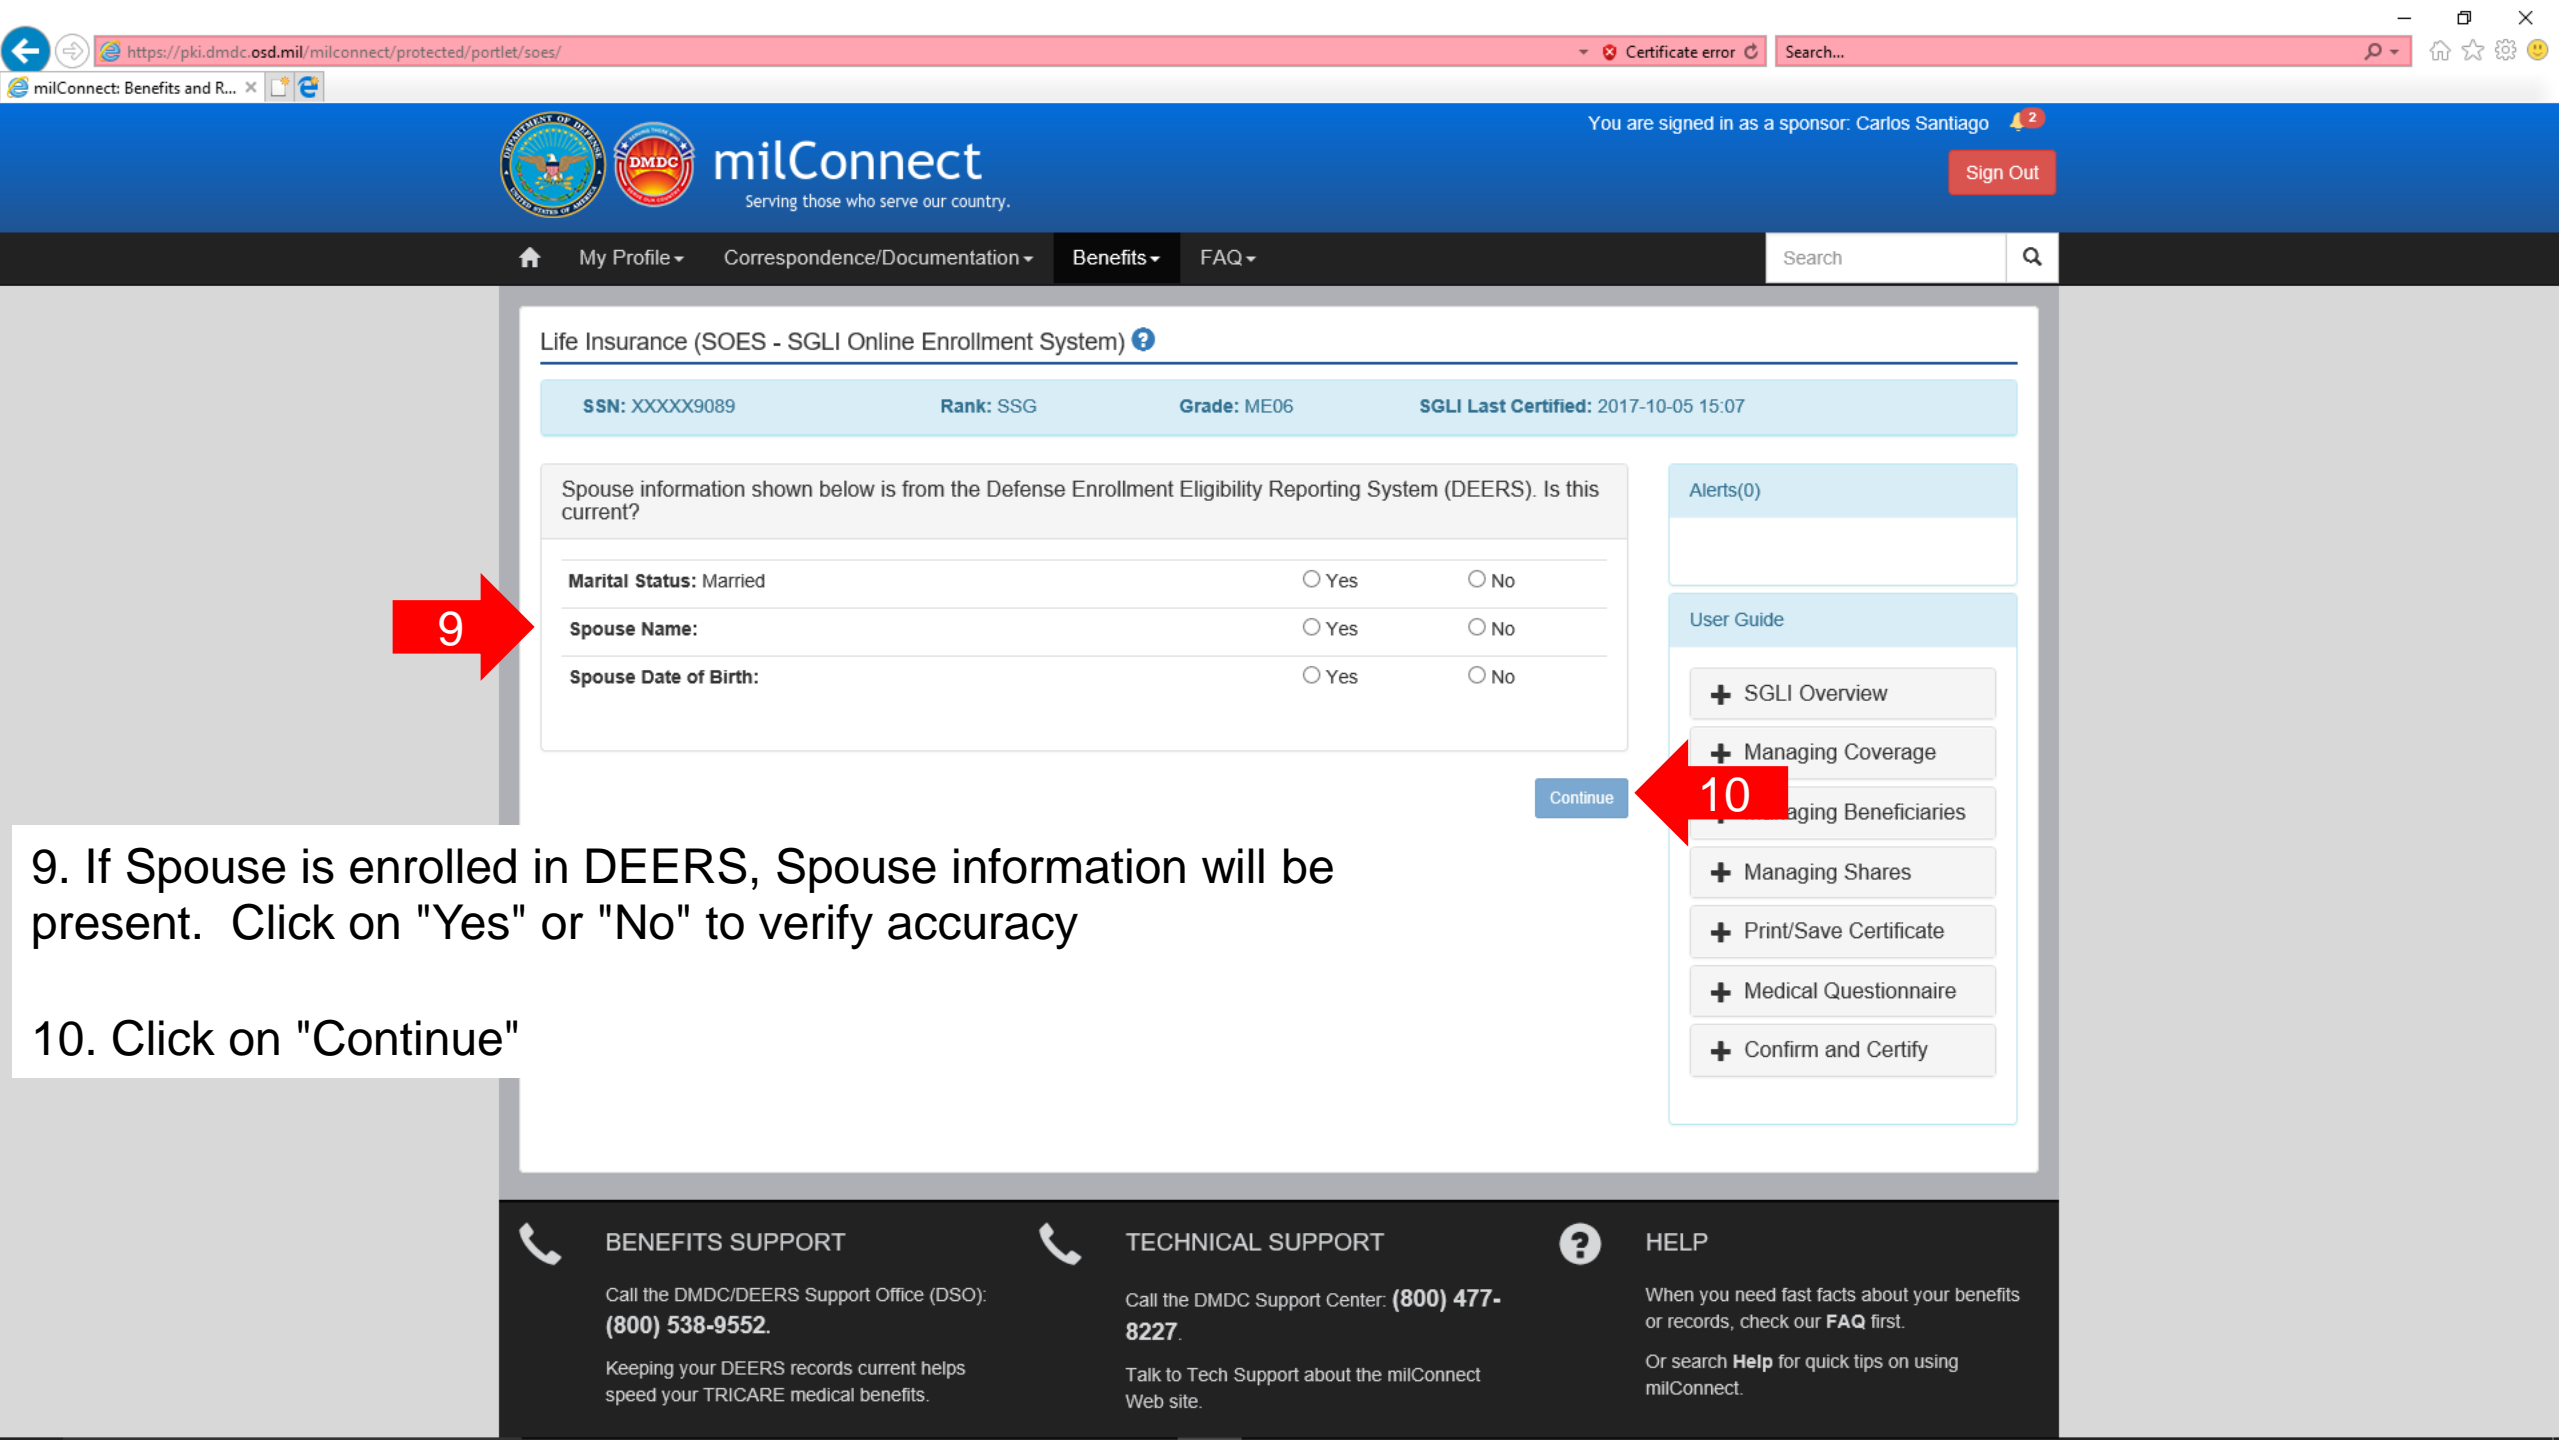 https://pki.dmdc.osd.mil/milconnect/protected/portlet/soes/
Certificate error
Search...
milConnect: Benefits and R...
You are signed in as a sponsor: Carlos Santiago
2
DMDC
milConnect
Serving those who serve our country.
Sign Out
My Profile
Correspondence/Documentation
Benefits
FAQ
Search
Life Insurance (SOES - SGLI Online Enrollment System)
SSN: XXXXX9089
Rank: SSG
Grade: ME06
SGLI Last Certified: 2017-10-05 15:07
Spouse information shown below is from the Defense Enrollment Eligibility Reporting System (DEERS). Is this
current?
Marital Status: Married
Yes
No
Spouse Name:
Yes
No
Spouse Date of Birth:
Yes
No
9
Continue
10
Alerts(0)
User Guide
SGLI Overview
Managing Coverage
aging Beneficiaries
Managing Shares
Print/Save Certificate
Medical Questionnaire
Confirm and Certify
9. If Spouse is enrolled in DEERS, Spouse information will be
present.  Click on "Yes" or "No" to verify accuracy
10. Click on "Continue"
BENEFITS SUPPORT
Call the DMDC/DEERS Support Office (DSO):
(800) 538-9552.
Keeping your DEERS records current helps
speed your TRICARE medical benefits.
TECHNICAL SUPPORT
Call the DMDC Support Center: (800) 477-
8227.
Talk to Tech Support about the milConnect
Web site.
HELP
When you need fast facts about your benefits
or records, check our FAQ first.
Or search Help for quick tips on using
milConnect.